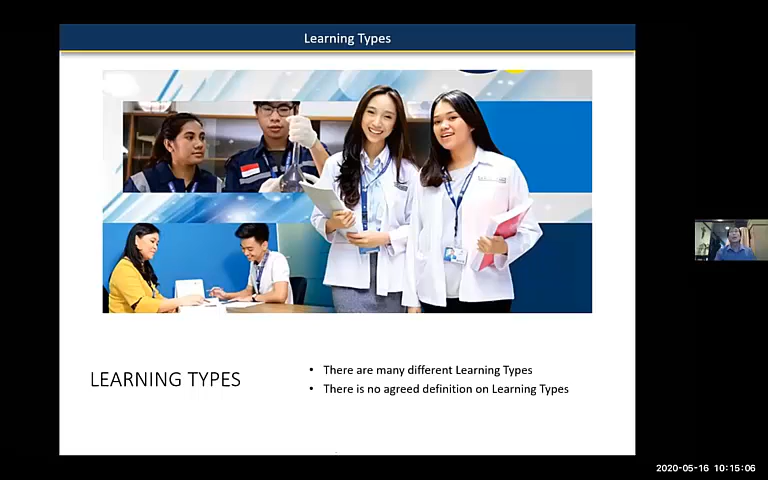 Learning Types
LEARNING TYPES
• There are many different Learning Types
• There is no agreed definition on Learning Types
2020-05-16 10:15:06